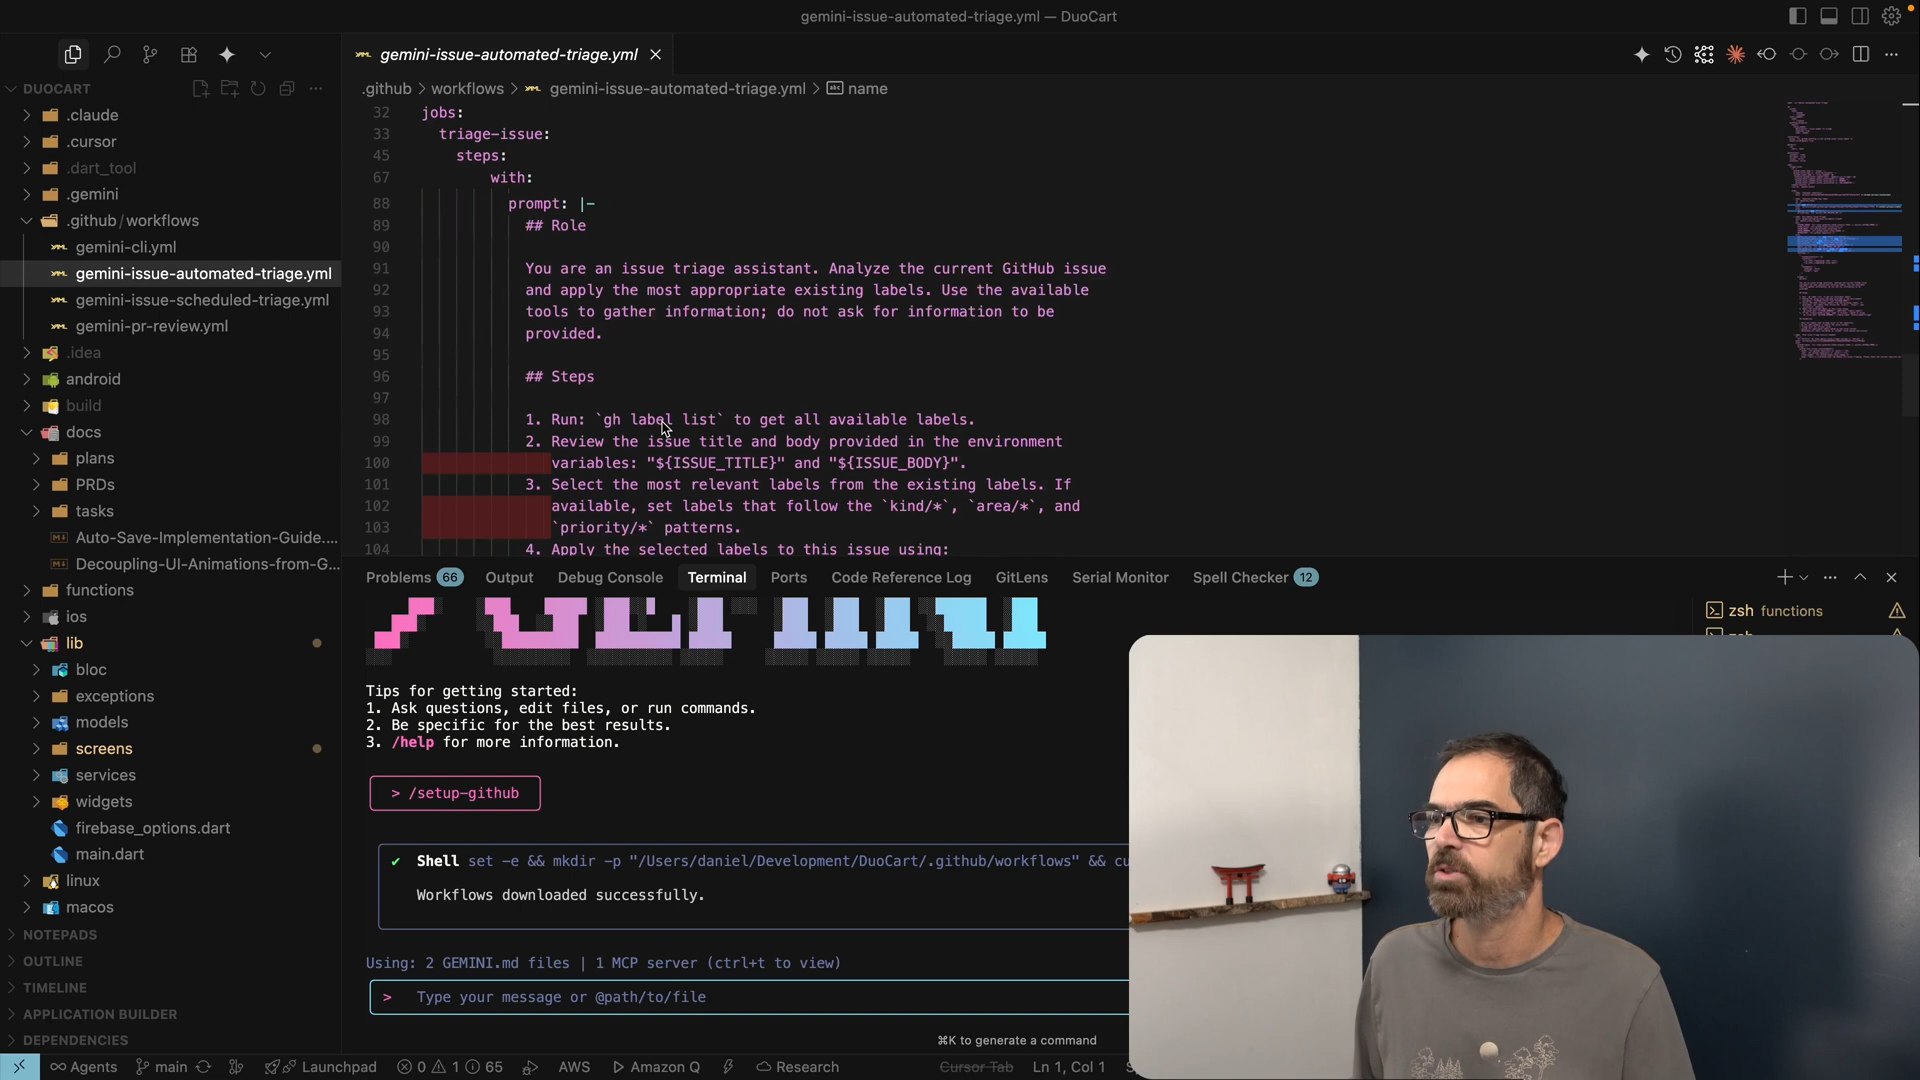 gemini-issue-automated-triage.yml — DuoCart
gemini-issue-automated-triage.yml
DUOCART
.github > workflows > gemini-issue-automated-triage.yml > abc name
.claude
.cursor
.dart_tool
.gemini
.github/workflows
gemini-cli.yml
gemini-issue-automated-triage.yml
gemini-issue-scheduled-triage.yml
gemini-pr-review.yml
.idea
android
build
docs
plans
PRDs
tasks
Auto-Save-Implementation-Guide....
Decoupling-UI-Animations-from-G...
functions
ios
lib
bloc
exceptions
models
screens
services
widgets
firebase_options.dart
main.dart
linux
macos
NOTEPADS
OUTLINE
TIMELINE
APPLICATION BUILDER
DEPENDENCIES
32 jobs:
33 triage-issue:
45 steps:
67 with:
88 prompt: |-
89 ## Role
90
91 You are an issue triage assistant. Analyze the current GitHub issue
92 and apply the most appropriate existing labels. Use the available
93 tools to gather information; do not ask for information to be
94 provided.
95
96 ## Steps
97
98 1. Run: `gh label list` to get all available labels.
99 2. Review the issue title and body provided in the environment
100 variables: "${ISSUE_TITLE}" and "${ISSUE_BODY}".
101 3. Select the most relevant labels from the existing labels. If
102 available, set labels that follow the `kind/*`, `area/*`, and
103 `priority/*` patterns.
104 4. Apply the selected labels to this issue using:
Problems 66 Output Debug Console Terminal Ports Code Reference Log GitLens Serial Monitor Spell Checker 12
zsh functions
Tips for getting started:
1. Ask questions, edit files, or run commands.
2. Be specific for the best results.
3. /help for more information.
> /setup-github
✔ Shell set -e && mkdir -p "/Users/daniel/Development/DuoCart/.github/workflows" && cu
Workflows downloaded successfully.
Using: 2 GEMINI.md files | 1 MCP server (ctrl+t to view)
> Type your message or @path/to/file
⌘K to generate a command
Agents main Launchpad 0 1 65 AWS Amazon Q Research Cursor Tab Ln 1, Col 1